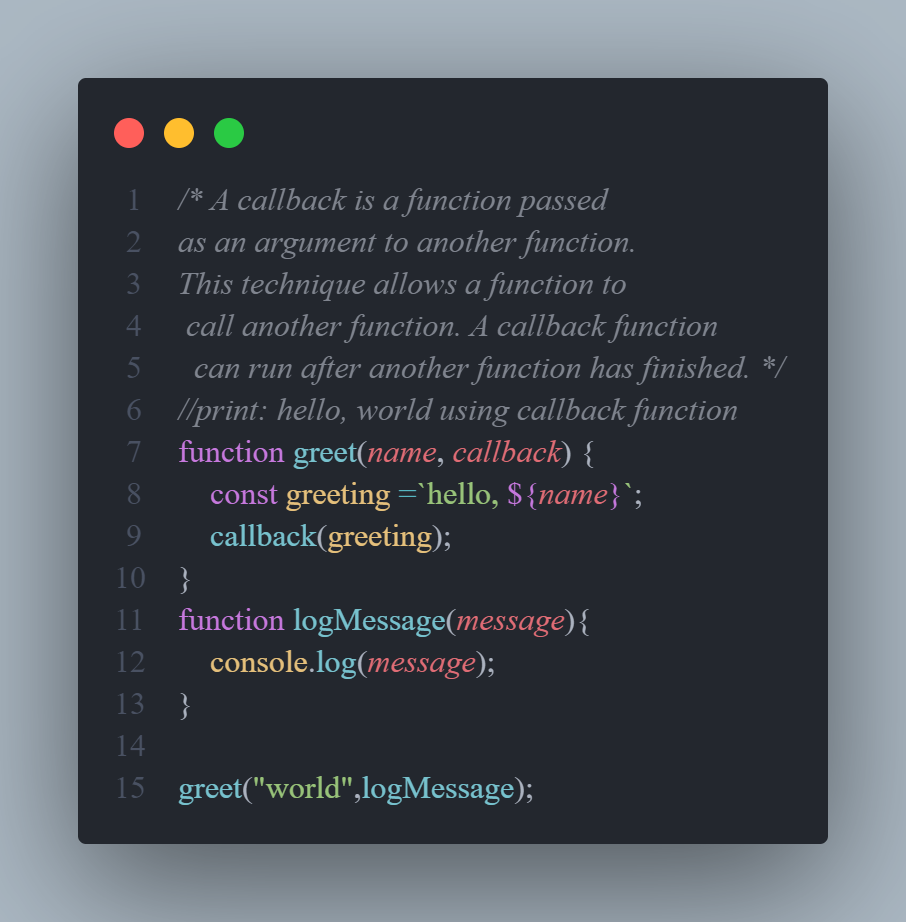 1 /* A callback is a function passed
2 as an argument to another function.
3 This technique allows a function to
4 call another function. A callback function
5 can run after another function has finished. */
6 //print: hello, world using callback function
7 function greet(name, callback) {
8 const greeting =`hello, ${name}`;
9 callback(greeting);
10 }
11 function logMessage(message){
12 console.log(message);
13 }
14
15 greet("world",logMessage);